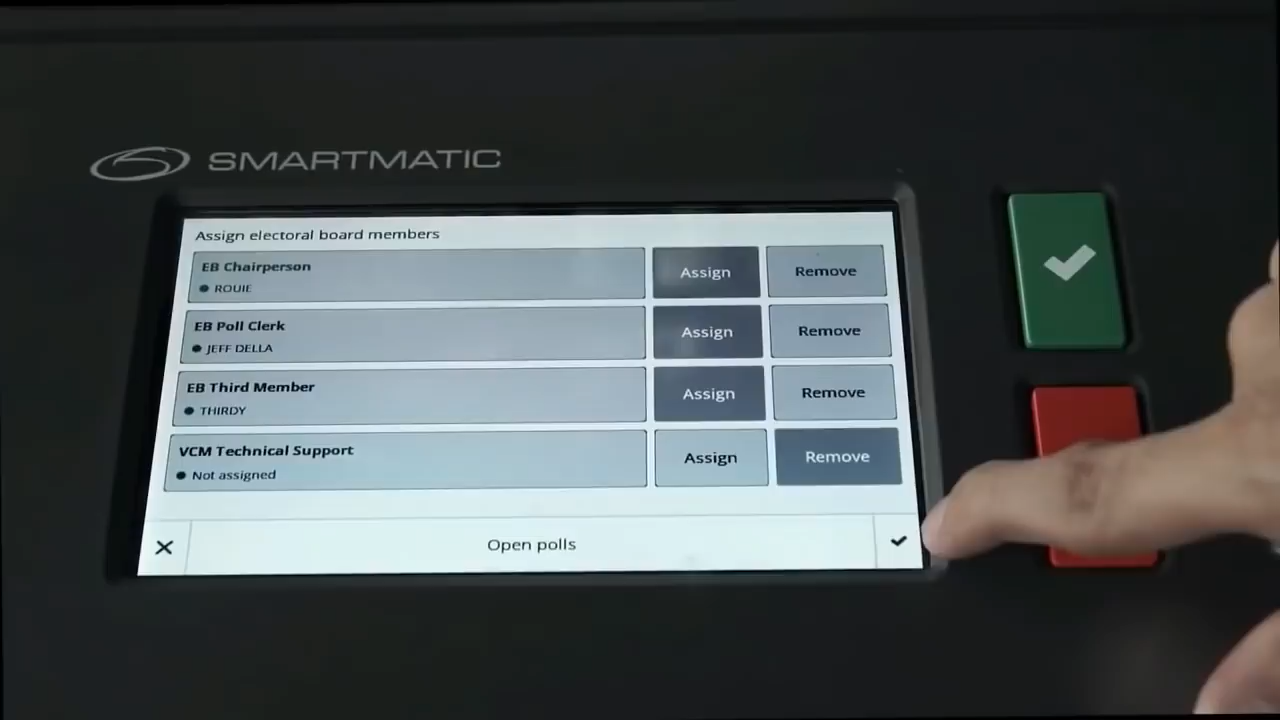 SMARTMATIC
Assign electoral board members
EB Chairperson
ROUIE
Assign
Remove
EB Poll Clerk
JEFF DELLA
Assign
Remove
EB Third Member
THIRDY
Assign
Remove
VCM Technical Support
Not assigned
Assign
Remove
Open polls